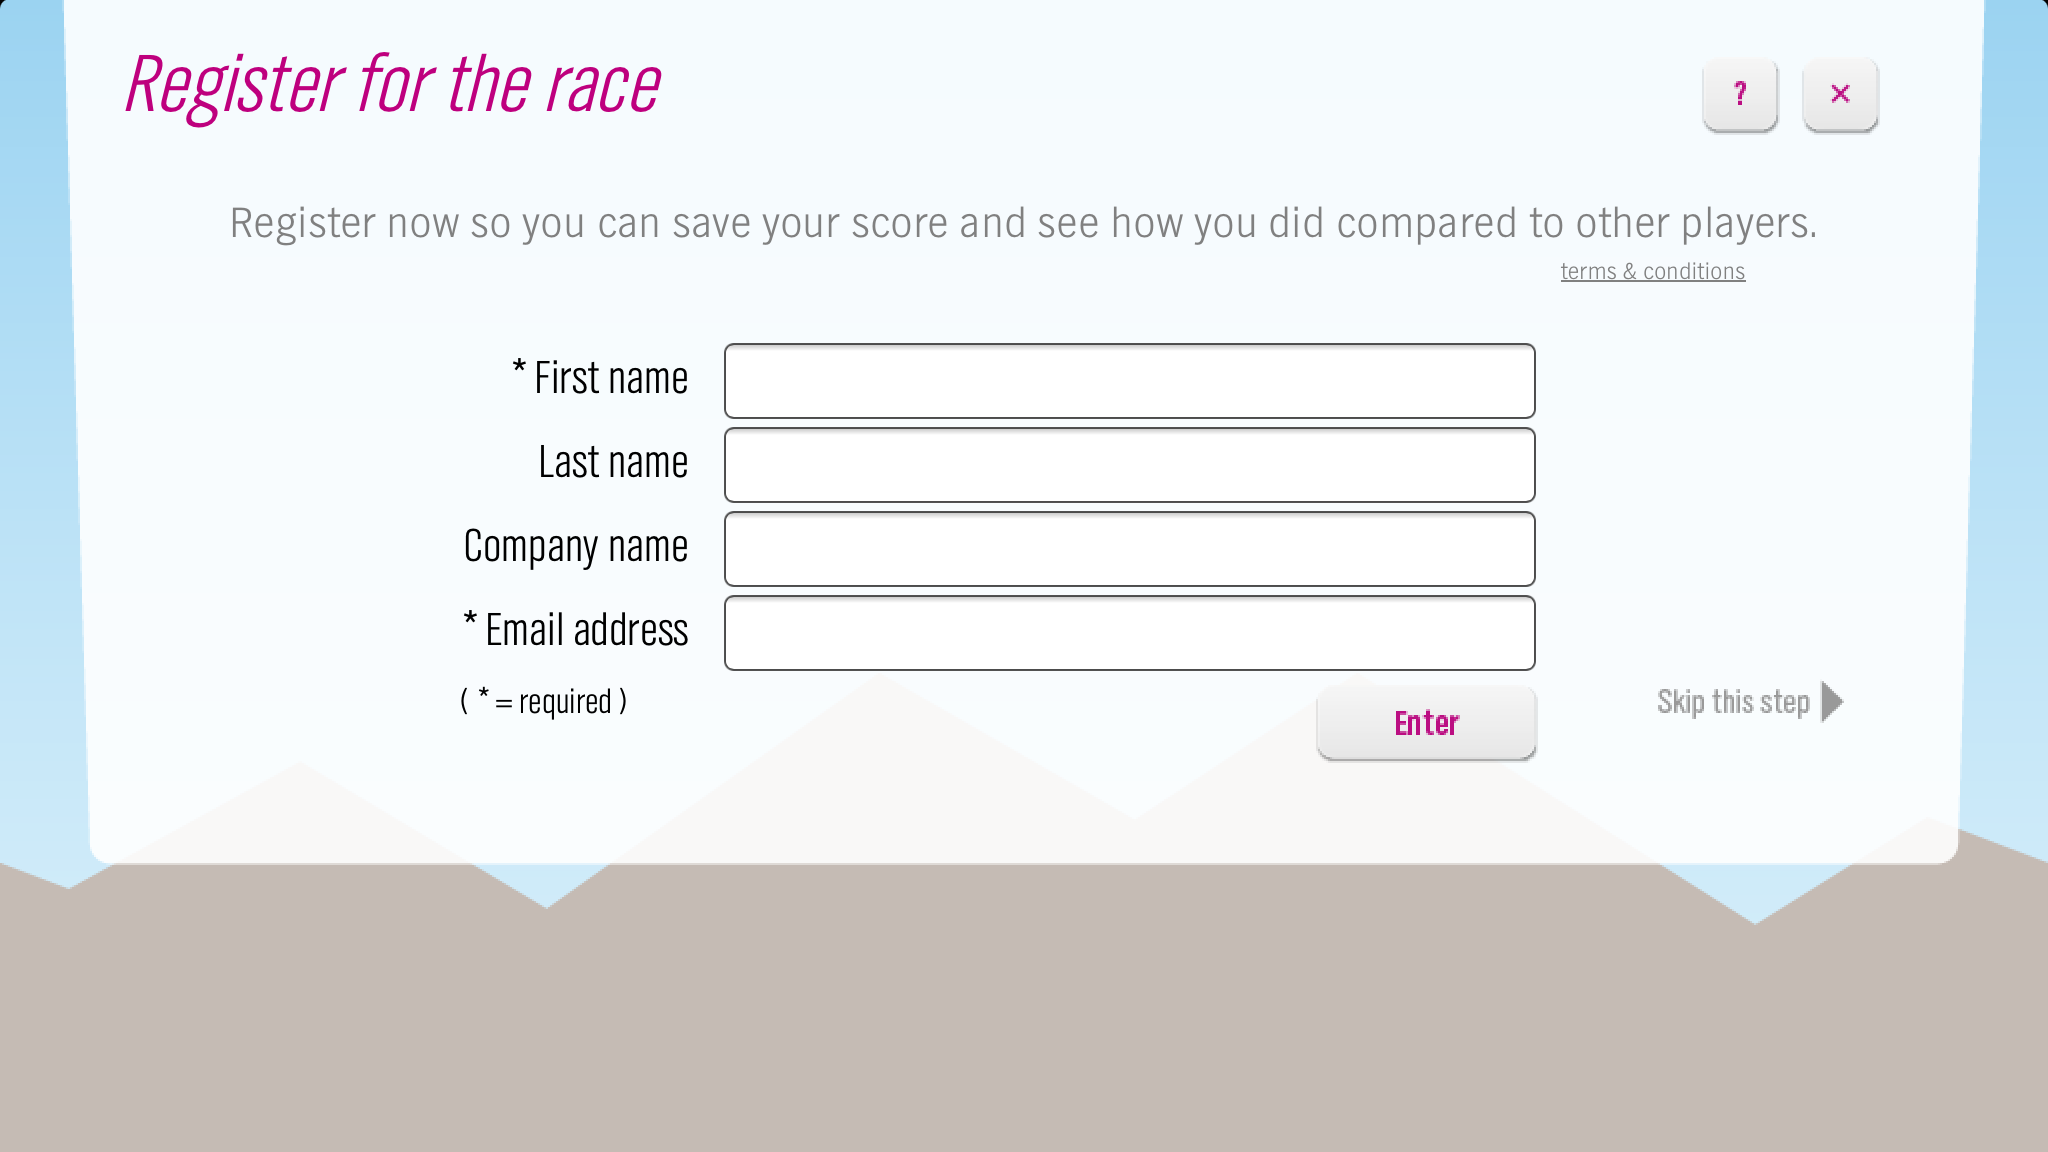 Register for the race
? ×
Register now so you can save your score and see how you did compared to other players.
terms & conditions
* First name
Last name
Company name
* Email address
( * = required )
Enter
Skip this step